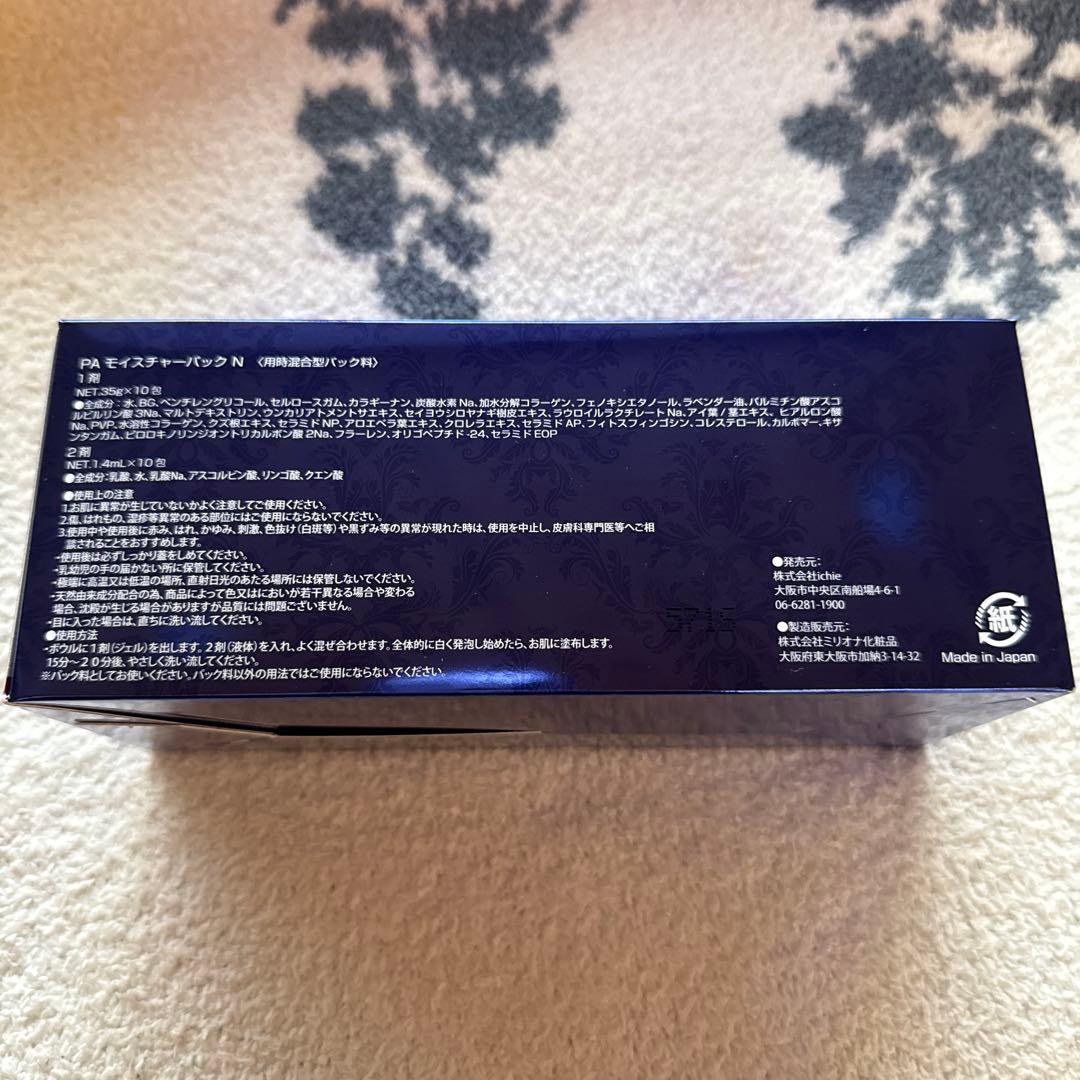 PA モイスチャーパック N 〈用時混合型パック料〉
1剤
NET.35g×10包
●全成分：水、BG、ペンチレングリコール、セルロースガム、カラギーナン、炭酸水素Na、加水分解コラーゲン、フェノキシエタノール、ラベンダー油、パルミチン酸アスコ
ルビルリン酸3Na、マルトデキストリン、ウンカリアトメントサエキス、セイヨウシロヤナギ樹皮エキス、ラウロイルラクチレートNa、アイ葉/茎エキス、ヒアルロン酸
Na、PVP、水溶性コラーゲン、クズ根エキス、セラミドNP、アロエベラ葉エキス、クロレラエキス、セラミドAP、フィトスフィンゴシン、コレステロール、カルボマー、キサ
ンタンガム、ピロロキノリンジオントリカルボン酸2Na、フラーレン、オリゴペプチド-24、セラミドEOP
2剤
NET.1.4mL×10包
●全成分：乳酸、水、乳酸Na、アスコルビン酸、リンゴ酸、クエン酸
●使用上の注意
1.お肌に異常が生じていないかよく注意してご使用ください。
2.傷、はれもの、湿疹等異常のある部位にはご使用にならないでください。
3.使用中や使用後に赤み、はれ、かゆみ、刺激、色抜け(白斑等)や黒ずみ等の異常が現れた時は、使用を中止し、皮膚科専門医等へご相
談されることをおすすめします。
・使用後は必ずしっかり蓋をしめてください。
・乳幼児の手の届かない所に保管してください。
・極端に高温又は低温の場所、直射日光のあたる場所には保管しないでください。
・天然由来成分配合の為、商品によって色又はにおいが若干異なる場合や変わる
場合、沈殿が生じる場合がありますが品質には問題ございません。
・目に入った場合は、直ちに洗い流してください。
●使用方法
・ボウルに1剤(ジェル)を出します。2剤(液体)を入れ、よく混ぜ合わせます。全体的に白く発泡し始めたら、お肌に塗布します。
15分〜20分後、やさしく洗い流してください。
※パック料としてお使いください。パック料以外の用法ではご使用にならないでください。
5716
●発売元：
株式会社ichie
大阪市中央区南船場4-6-1
06-6281-1900
●製造販売元：
株式会社ミリオナ化粧品
大阪府東大阪市加納3-14-32
紙
Made in Japan